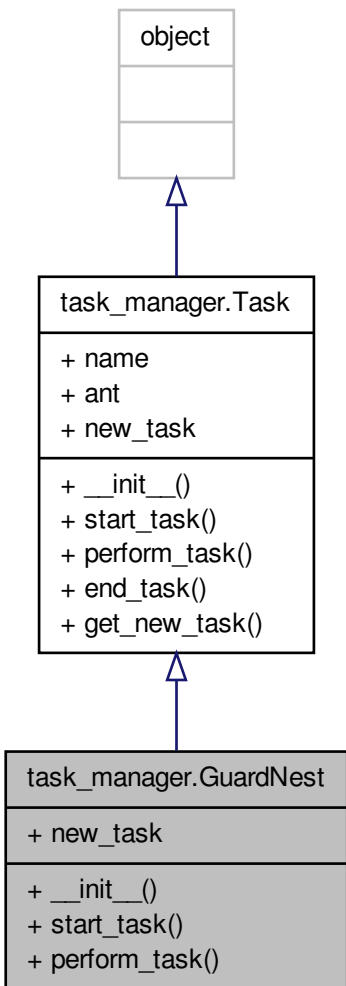 object
task_manager.Task
+ name
+ ant
+ new_task
+ __init__()
+ start_task()
+ perform_task()
+ end_task()
+ get_new_task()
task_manager.GuardNest
+ new_task
+ __init__()
+ start_task()
+ perform_task()